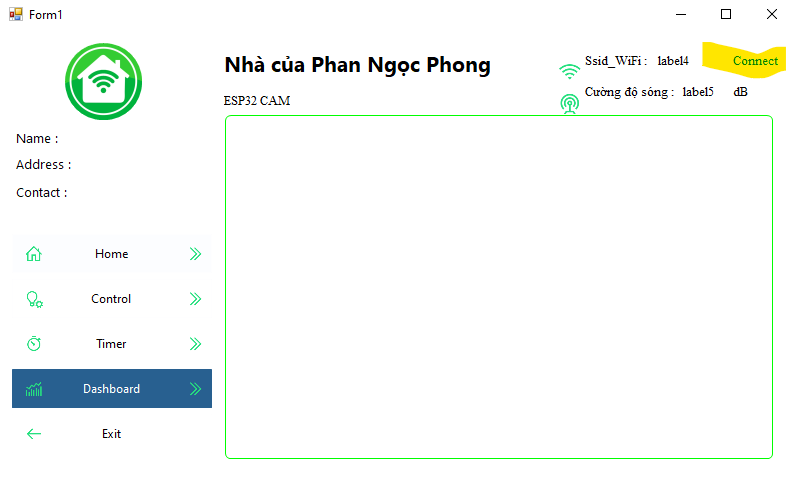 Form1
Nhà của Phan Ngọc Phong
Ssid_WiFi : label4 Connect
Cường độ sóng : label5 dB
ESP32 CAM
Name :
Address :
Contact :
Home
Control
Timer
Dashboard
Exit